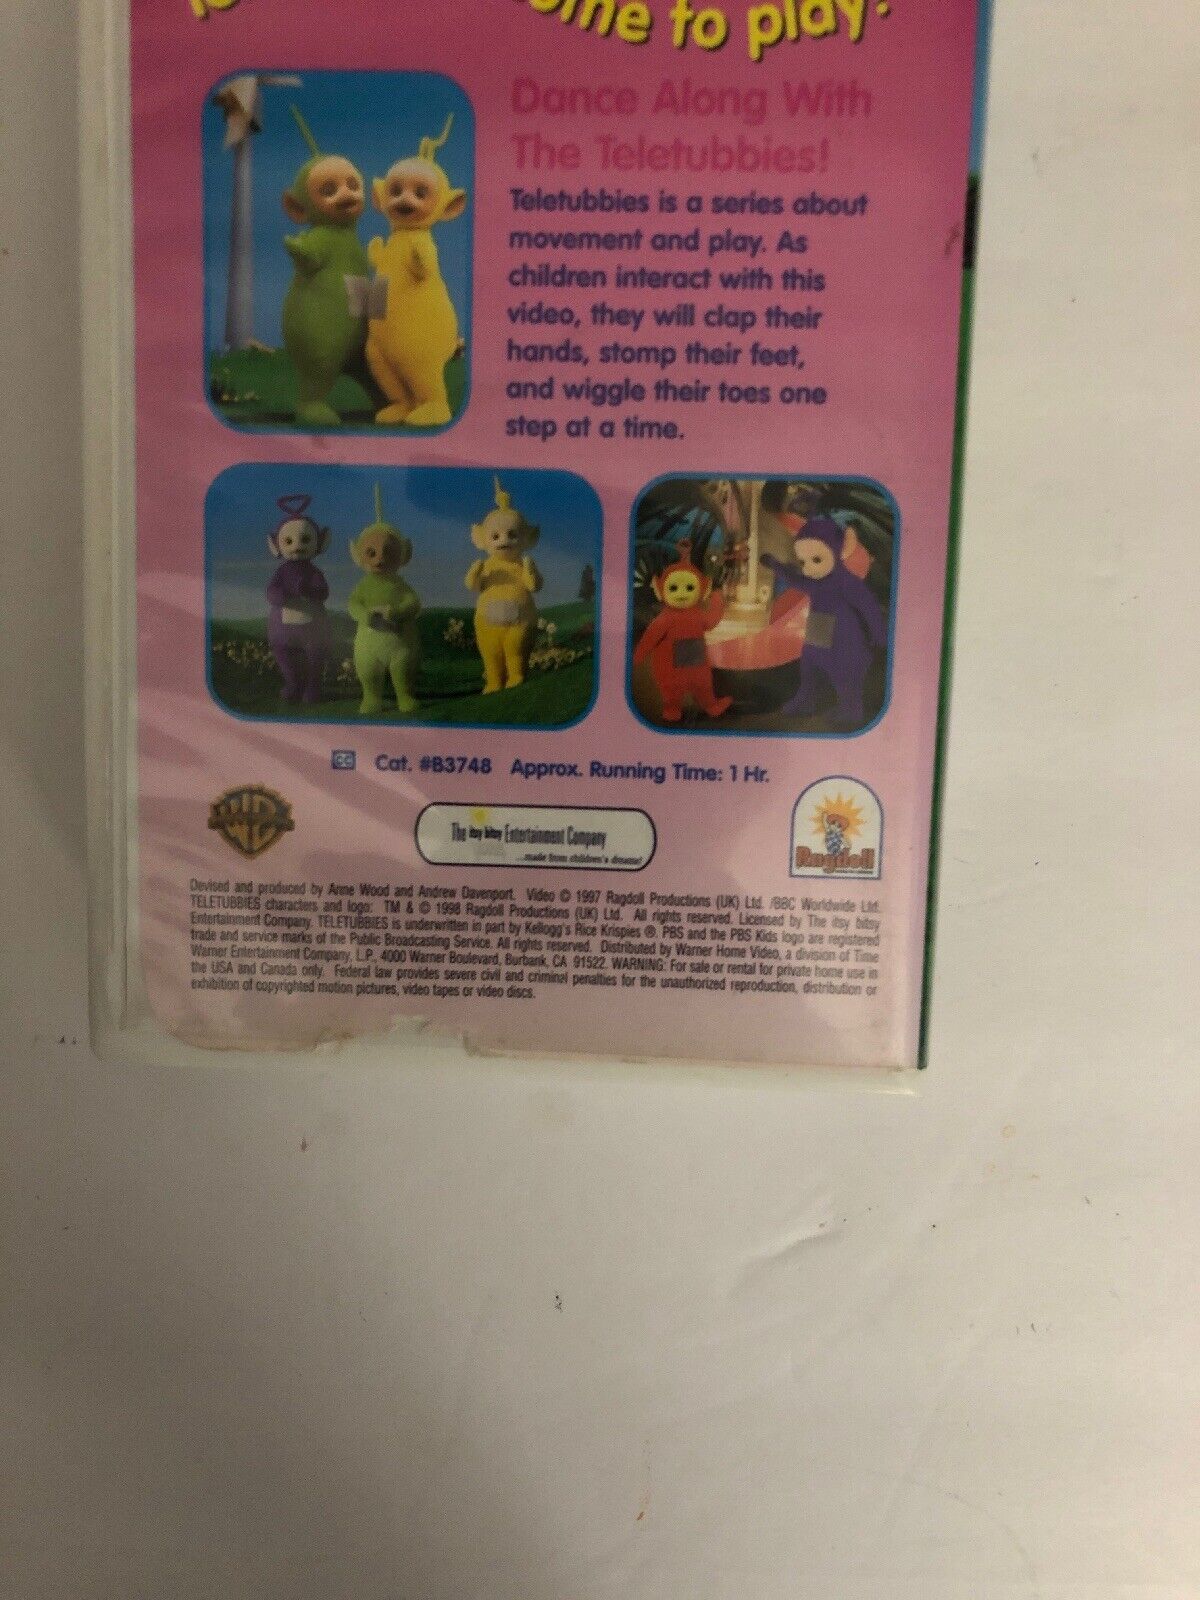 to play!
Dance Along With
The Teletubbies!
Teletubbies is a series about
movement and play. As
children interact with this
video, they will clap their
hands, stomp their feet,
and wiggle their toes one
step at a time.
CC Cat. #B3748 Approx. Running Time: 1 Hr.
WB
The itsy bitsy Entertainment Company
...made from children's dreams!
Ragdoll
Devised and produced by Anne Wood and Andrew Davenport. Video © 1997 Ragdoll Productions (UK) Ltd. /BBC Worldwide Ltd.
TELETUBBIES characters and logo: TM & © 1998 Ragdoll Productions (UK) Ltd. All rights reserved. Licensed by The itsy bitsy
Entertainment Company. TELETUBBIES is underwritten in part by Kellogg's Rice Krispies ®. PBS and the PBS Kids logo are registered
trade and service marks of the Public Broadcasting Service. All rights reserved. Distributed by Warner Home Video, a division of Time
Warner Entertainment Company, L.P., 4000 Warner Boulevard, Burbank, CA 91522. WARNING: For sale or rental for private home use in
the USA and Canada only. Federal law provides severe civil and criminal penalties for the unauthorized reproduction, distribution or
exhibition of copyrighted motion pictures, video tapes or video discs.